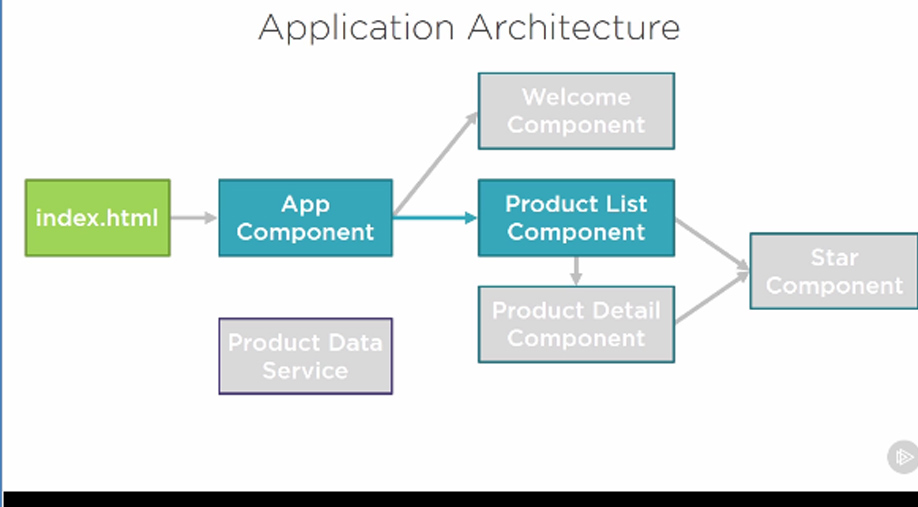 Application Architecture
Welcome
Component
index.html
App
Component
Product List
Component
Star
Component
Product Detail
Component
Product Data
Service